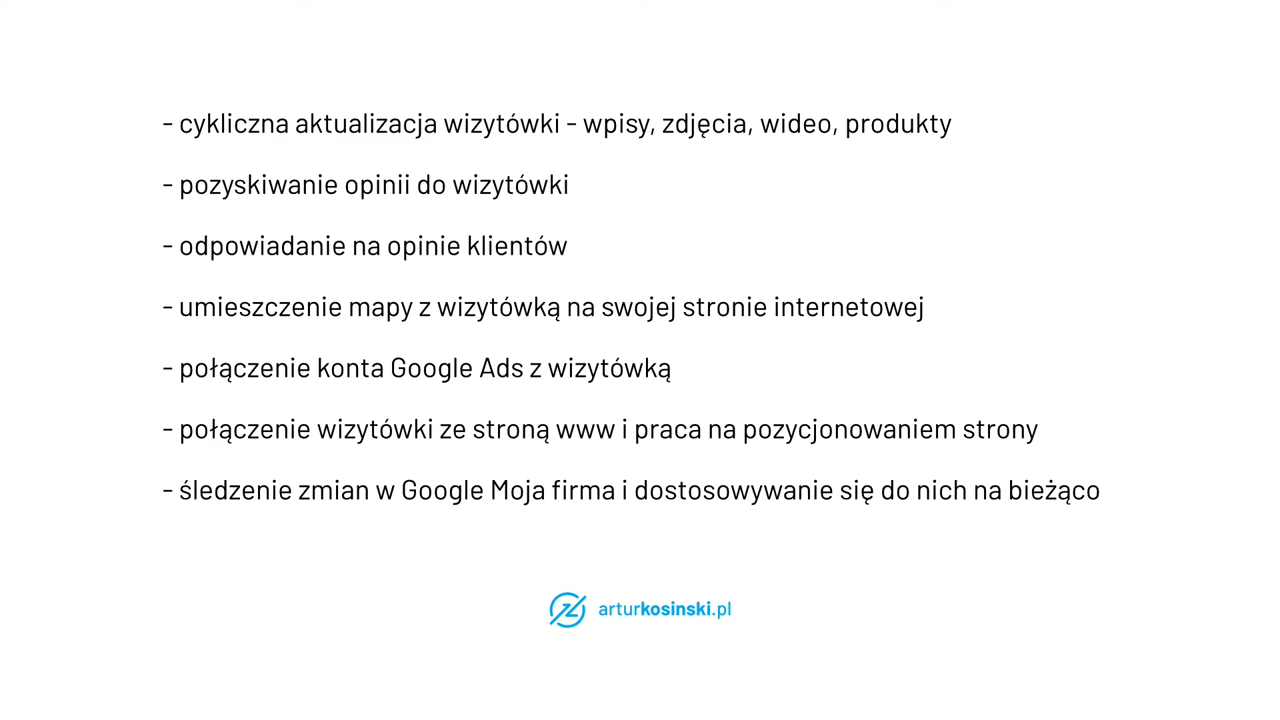 - cykliczna aktualizacja wizytówki - wpisy, zdjęcia, wideo, produkty
- pozyskiwanie opinii do wizytówki
- odpowiadanie na opinie klientów
- umieszczenie mapy z wizytówką na swojej stronie internetowej
- połączenie konta Google Ads z wizytówką
- połączenie wizytówki ze stroną www i praca na pozycjonowaniem strony
- śledzenie zmian w Google Moja firma i dostosowywanie się do nich na bieżąco
arturkosinski.pl